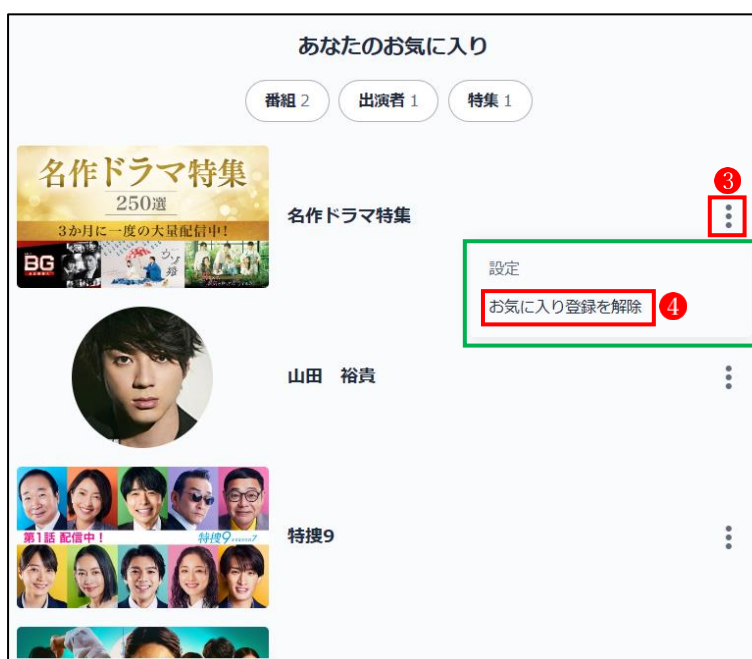 あなたのお気に入り
番組 2
出演者 1
特集 1
名作ドラマ特集
250選
3か月に一度の大量配信中!
BG
名作ドラマ特集
3
設定
お気に入り登録を解除
4
山田 裕貴
第1話 配信中!
特捜9 season7
特捜9